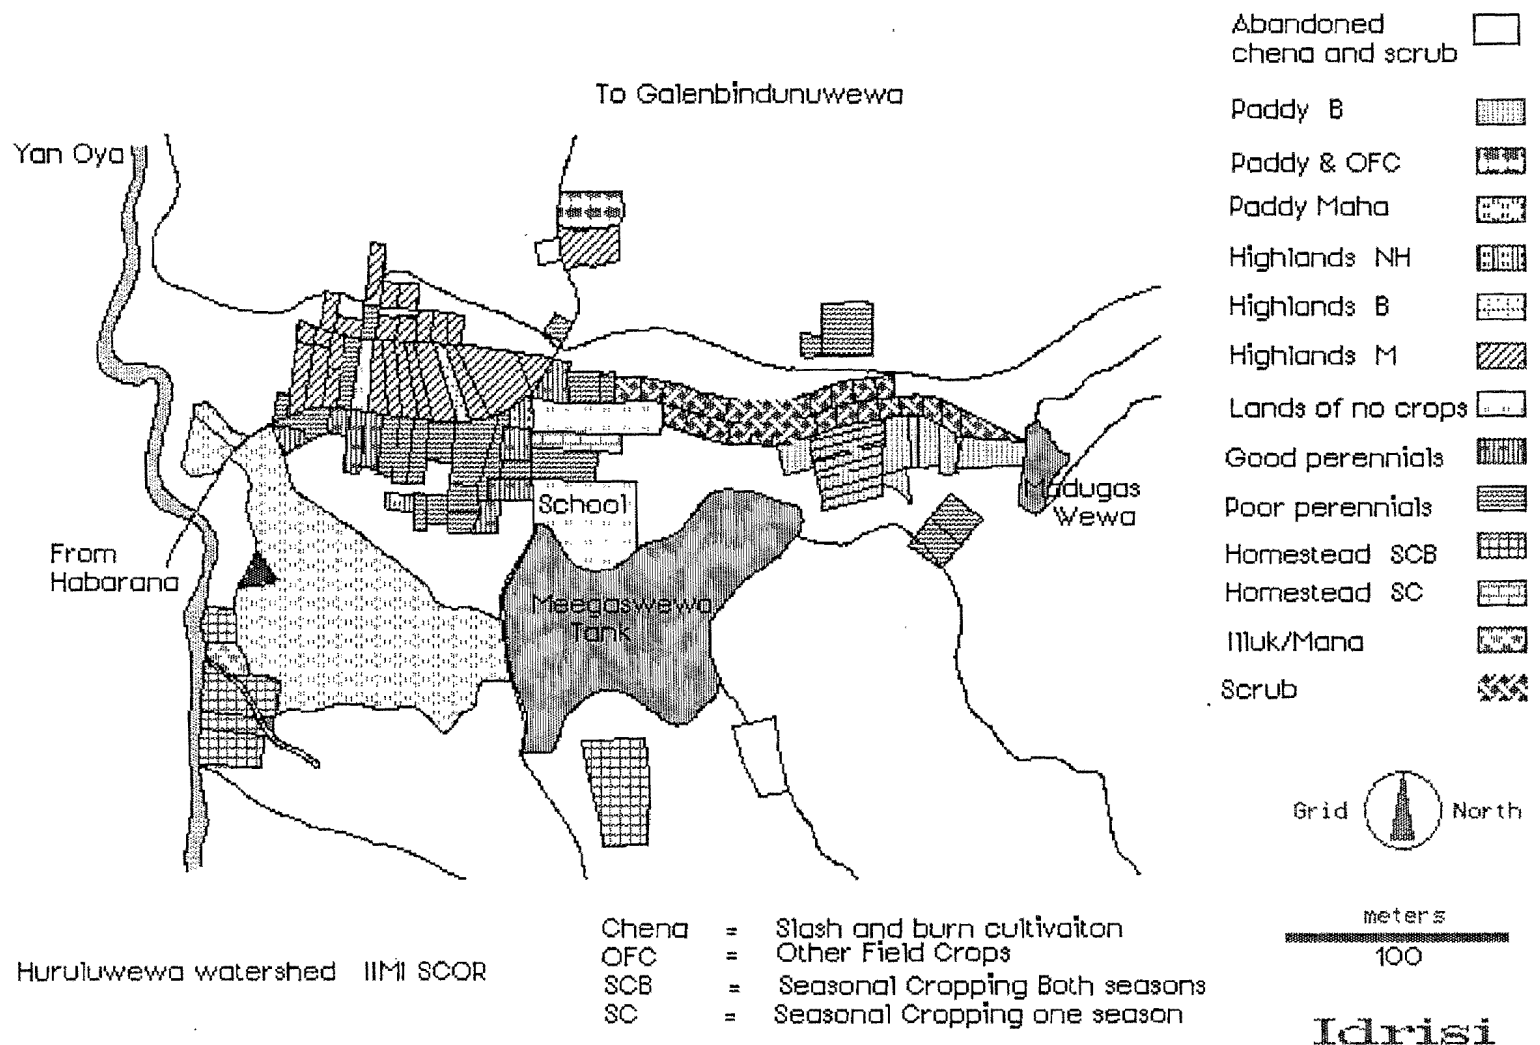 Abandoned
chena and scrub
To Galenbindunuwewa
Paddy B
Yan Oya
Paddy & OFC
Paddy Maha
Highlands NH
Highlands B
Highlands M
Lands of no crops
Good perennials
Poor perennials
Homestead SCB
Homestead SC
Illuk/Mana
Scrub
School
Madugas
Wewa
From
Habarana
Meegaswewa
Tank
Grid North
meters
100
Chena = Slash and burn cultivaiton
OFC = Other Field Crops
SCB = Seasonal Cropping Both seasons
SC = Seasonal Cropping one season
Huruluwewa watershed IIMI SCOR
Idrisi